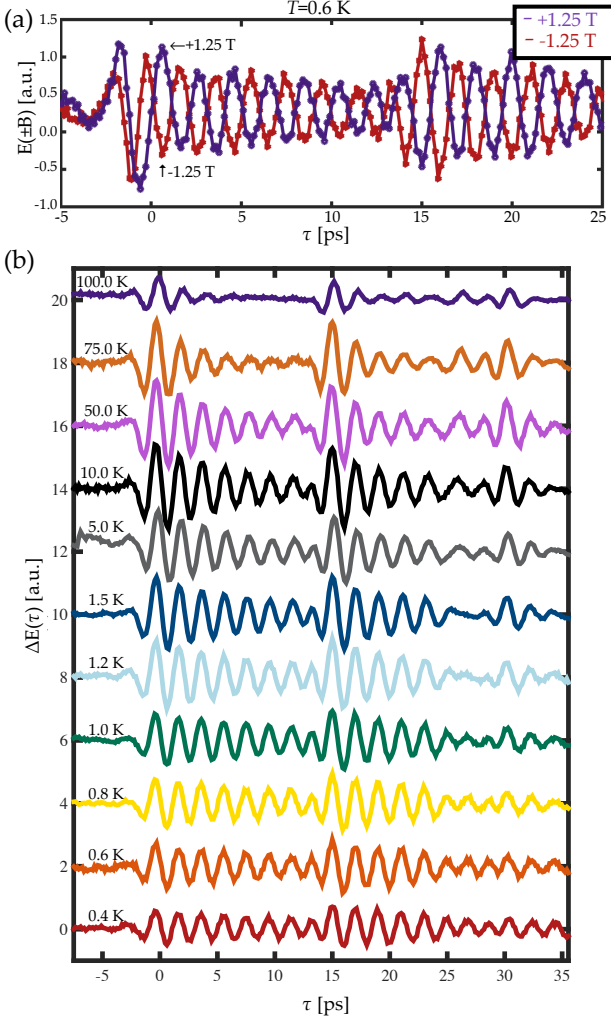 (a)
T=0.6 K
− +1.25 T
− -1.25 T
E(±B) [a.u.]
1.5
1.0
0.5
0.0
-0.5
-1.0
←+1.25 T
↑-1.25 T
-5 0 5 10 15 20 25
τ [ps]
(b)
ΔE(τ) [a.u.]
20
18
16
14
12
10
8
6
4
2
0
100.0 K
75.0 K
50.0 K
10.0 K
5.0 K
1.5 K
1.2 K
1.0 K
0.8 K
0.6 K
0.4 K
-5 0 5 10 15 20 25 30 35
τ [ps]